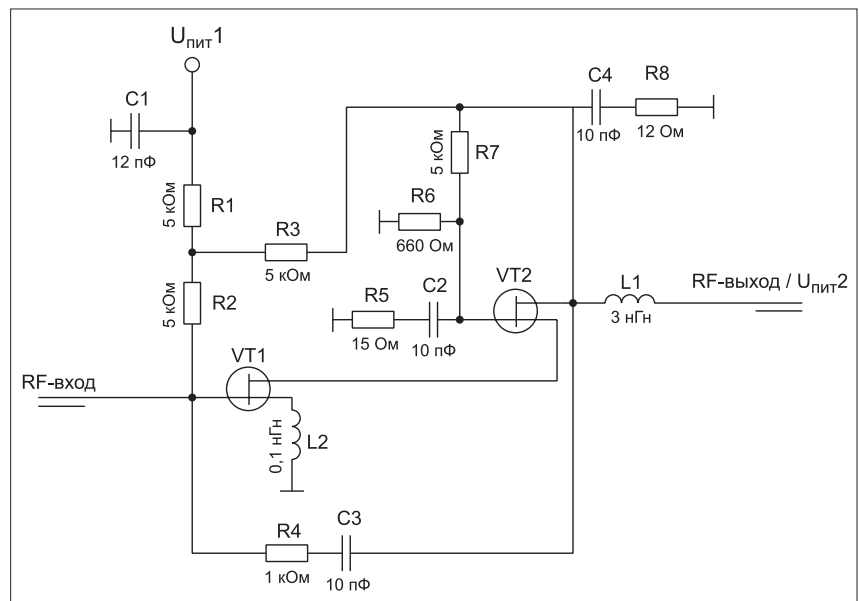 Uпит1
C1
12 пФ
5 кОм
R1
R3
5 кОм
5 кОм
R2
C4
R8
10 пФ
12 Ом
5 кОм
R7
R6
660 Ом
R5
C2
15 Ом
10 пФ
VT2
L1
3 нГн
RF-выход / Uпит2
VT1
RF-вход
0,1 нГн
L2
R4
C3
1 кОм
10 пФ